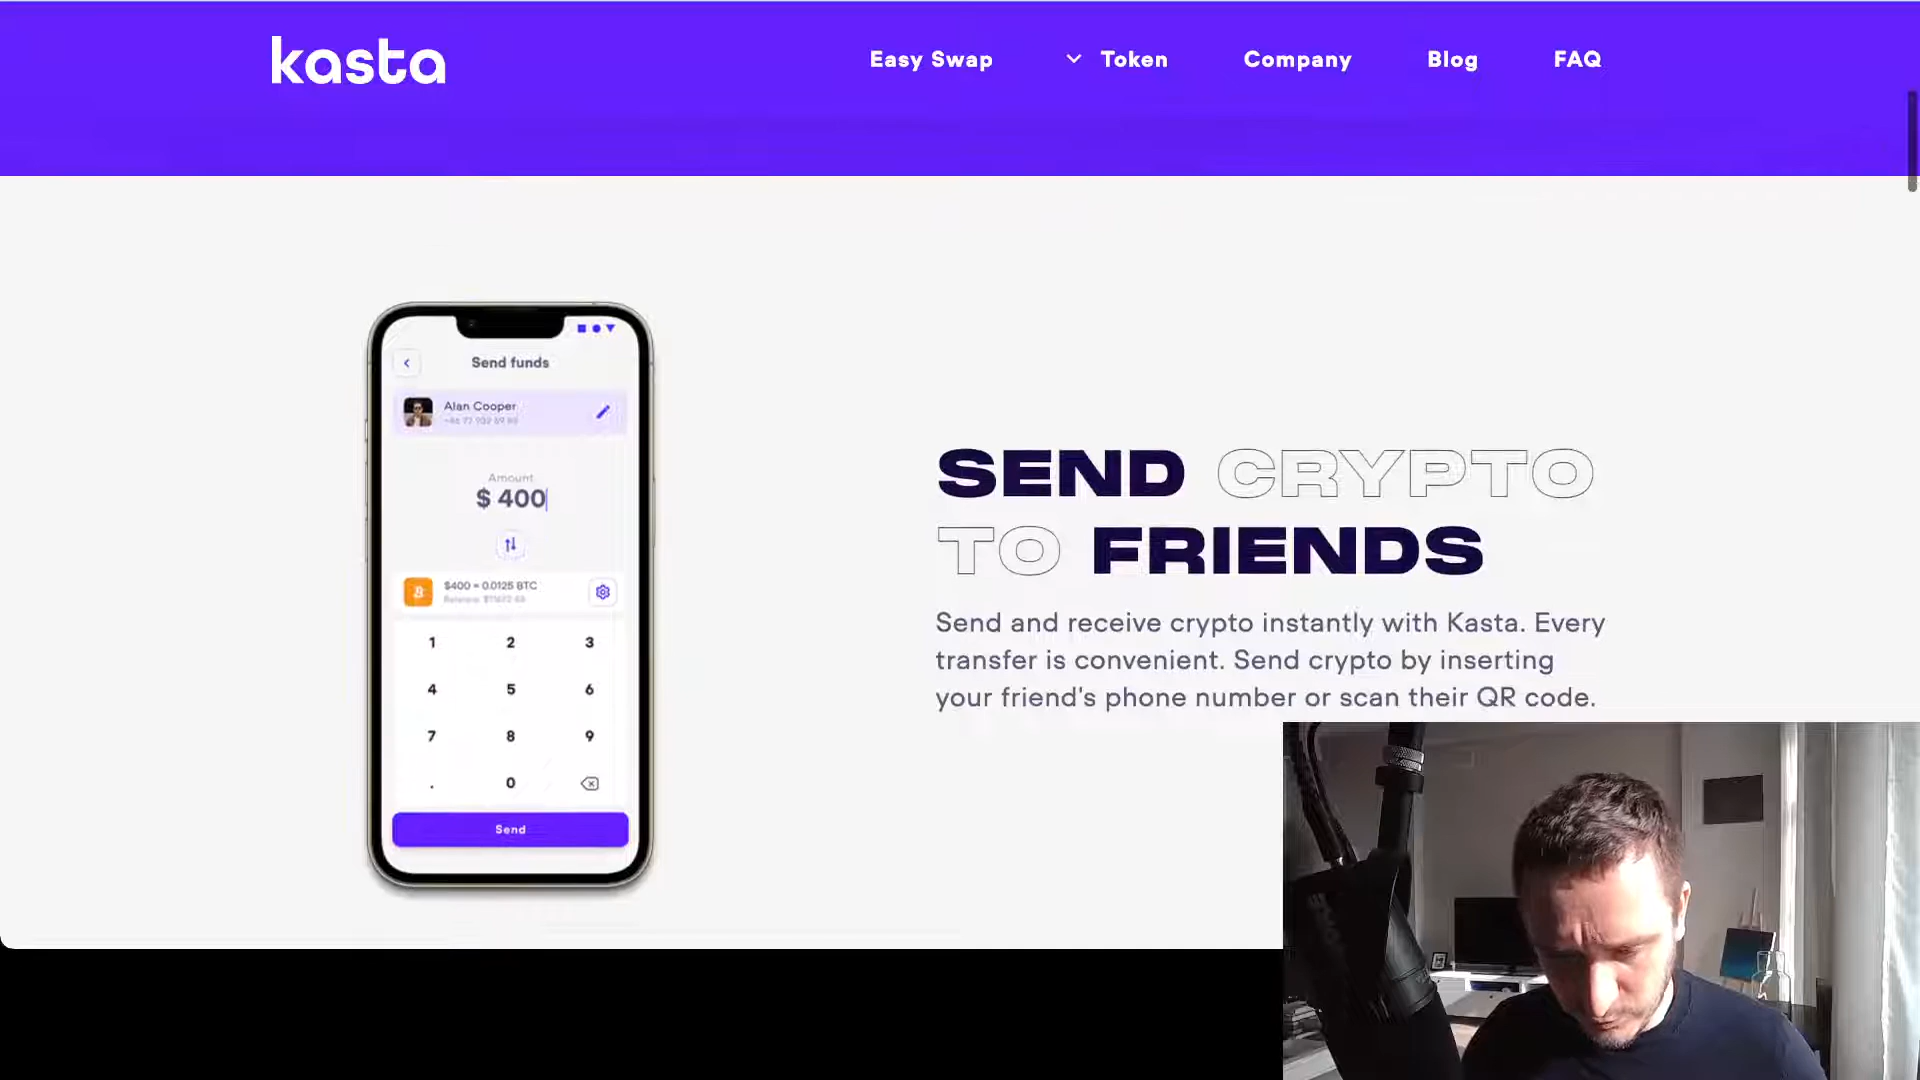 kasta
Easy Swap
Token
Company
Blog
FAQ
Send funds
Alan Cooper
Amount
$ 400
$400 = 0.0125 BTC
1 2 3
4 5 6
7 8 9
. 0
Send
SEND CRYPTO
TO FRIENDS
Send and receive crypto instantly with Kasta. Every
transfer is convenient. Send crypto by inserting
your friend's phone number or scan their QR code.